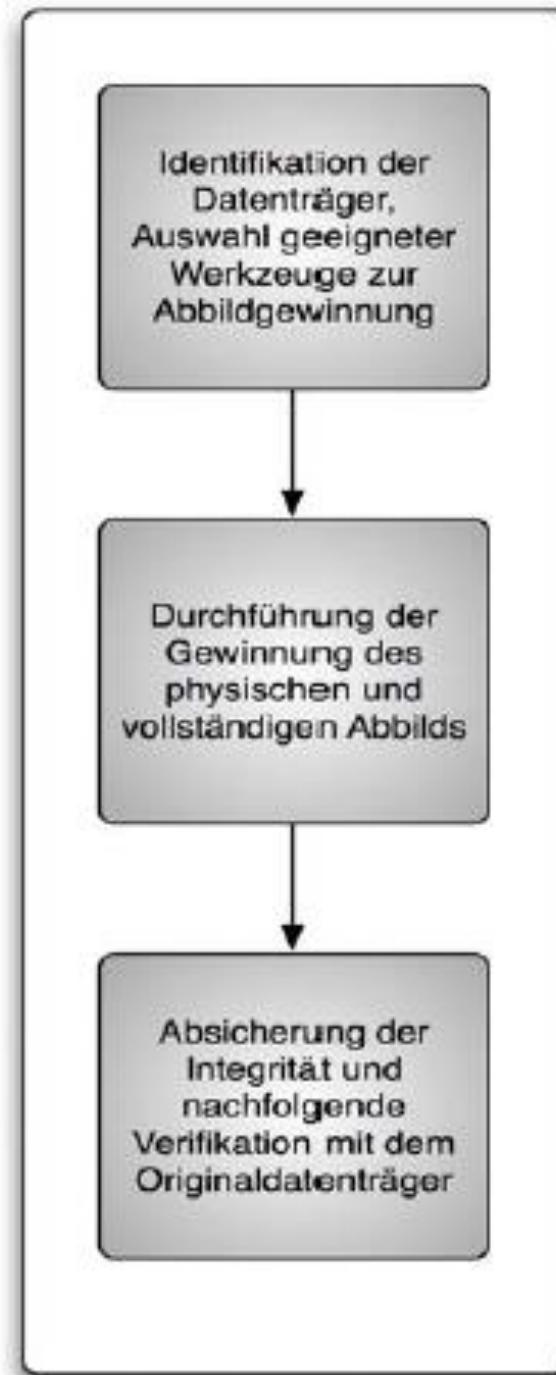 Identifikation der
Datenträger,
Auswahl geeigneter
Werkzeuge zur
Abbildgewinnung
Durchführung der
Gewinnung des
physischen und
vollständigen Abbilds
Absicherung der
Integrität und
nachfolgende
Verifikation mit dem
Originaldatenträger